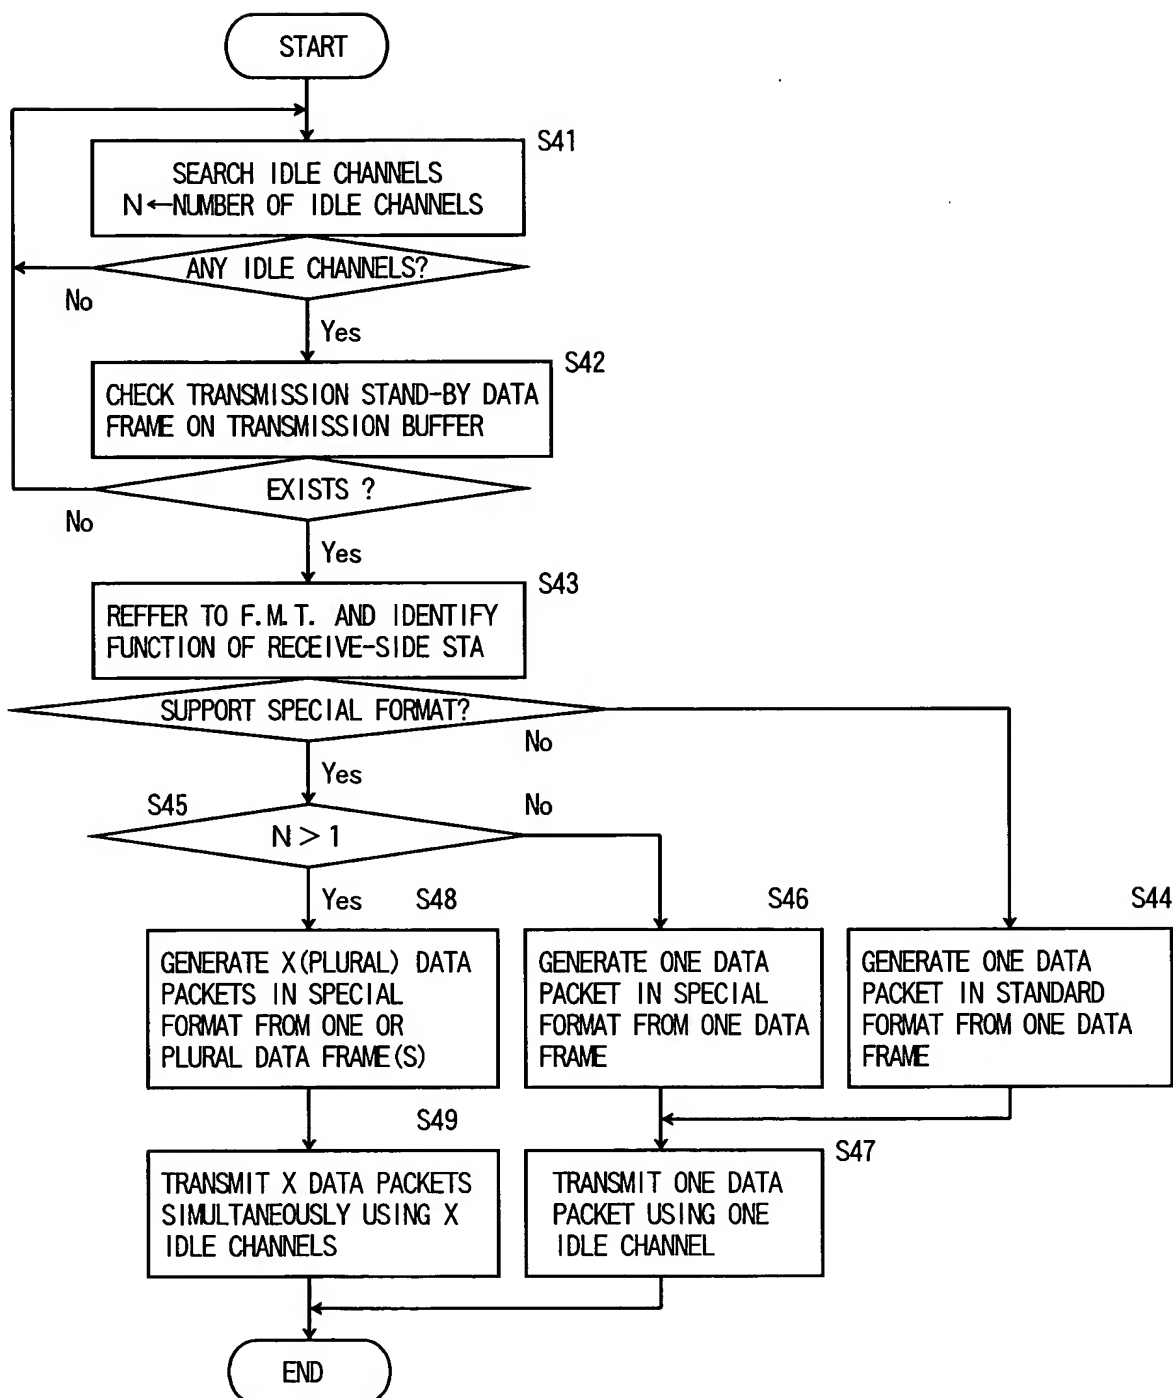 START
S41
SEARCH IDLE CHANNELS
N←NUMBER OF IDLE CHANNELS
ANY IDLE CHANNELS?
No
Yes
S42
CHECK TRANSMISSION STAND-BY DATA
FRAME ON TRANSMISSION BUFFER
EXISTS ?
No
Yes
S43
REFFER TO F.M.T. AND IDENTIFY
FUNCTION OF RECEIVE-SIDE STA
SUPPORT SPECIAL FORMAT?
No
Yes
S45
No
N > 1
Yes
S48
GENERATE X(PLURAL) DATA
PACKETS IN SPECIAL
FORMAT FROM ONE OR
PLURAL DATA FRAME(S)
S46
GENERATE ONE DATA
PACKET IN SPECIAL
FORMAT FROM ONE DATA
FRAME
S44
GENERATE ONE DATA
PACKET IN STANDARD
FORMAT FROM ONE DATA
FRAME
S49
TRANSMIT X DATA PACKETS
SIMULTANEOUSLY USING X
IDLE CHANNELS
S47
TRANSMIT ONE DATA
PACKET USING ONE
IDLE CHANNEL
END